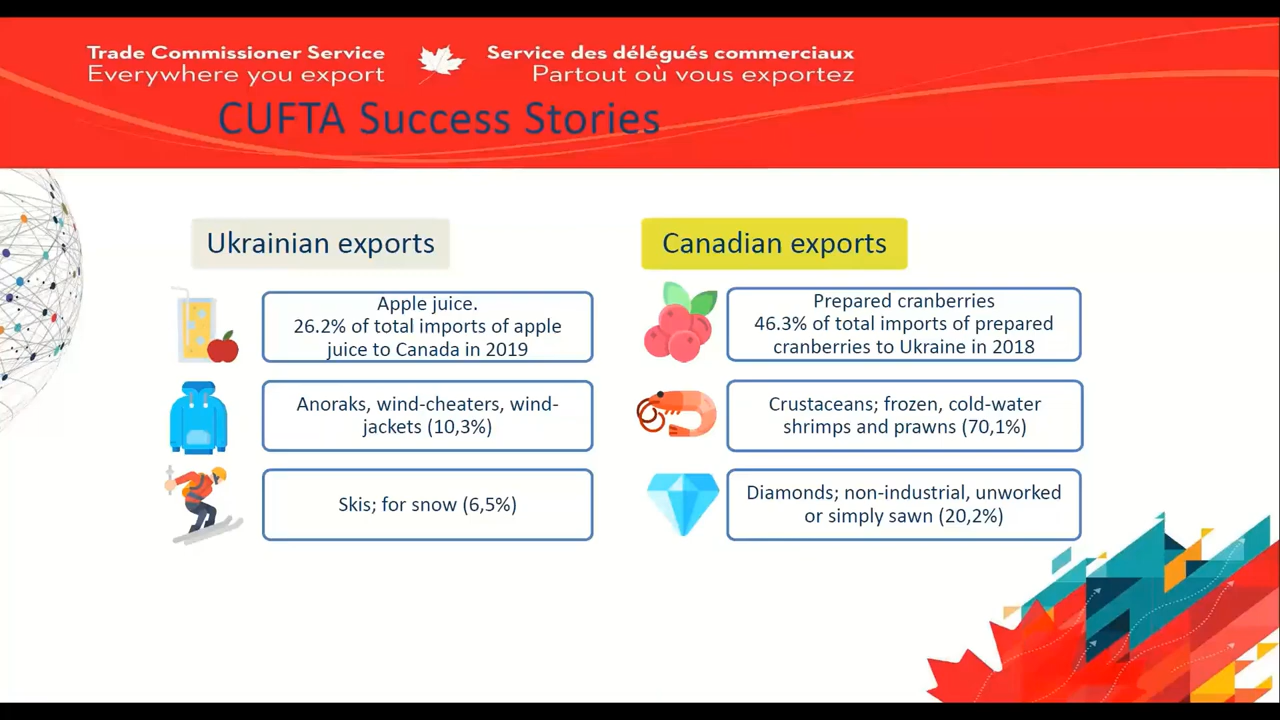 Trade Commissioner Service
Everywhere you export
Service des délégués commerciaux
Partout où vous exportez
CUFTA Success Stories
Ukrainian exports
Apple juice.
26.2% of total imports of apple
juice to Canada in 2019
Anoraks, wind-cheaters, wind-
jackets (10,3%)
Skis; for snow (6,5%)
Canadian exports
Prepared cranberries
46.3% of total imports of prepared
cranberries to Ukraine in 2018
Crustaceans; frozen, cold-water
shrimps and prawns (70,1%)
Diamonds; non-industrial, unworked
or simply sawn (20,2%)